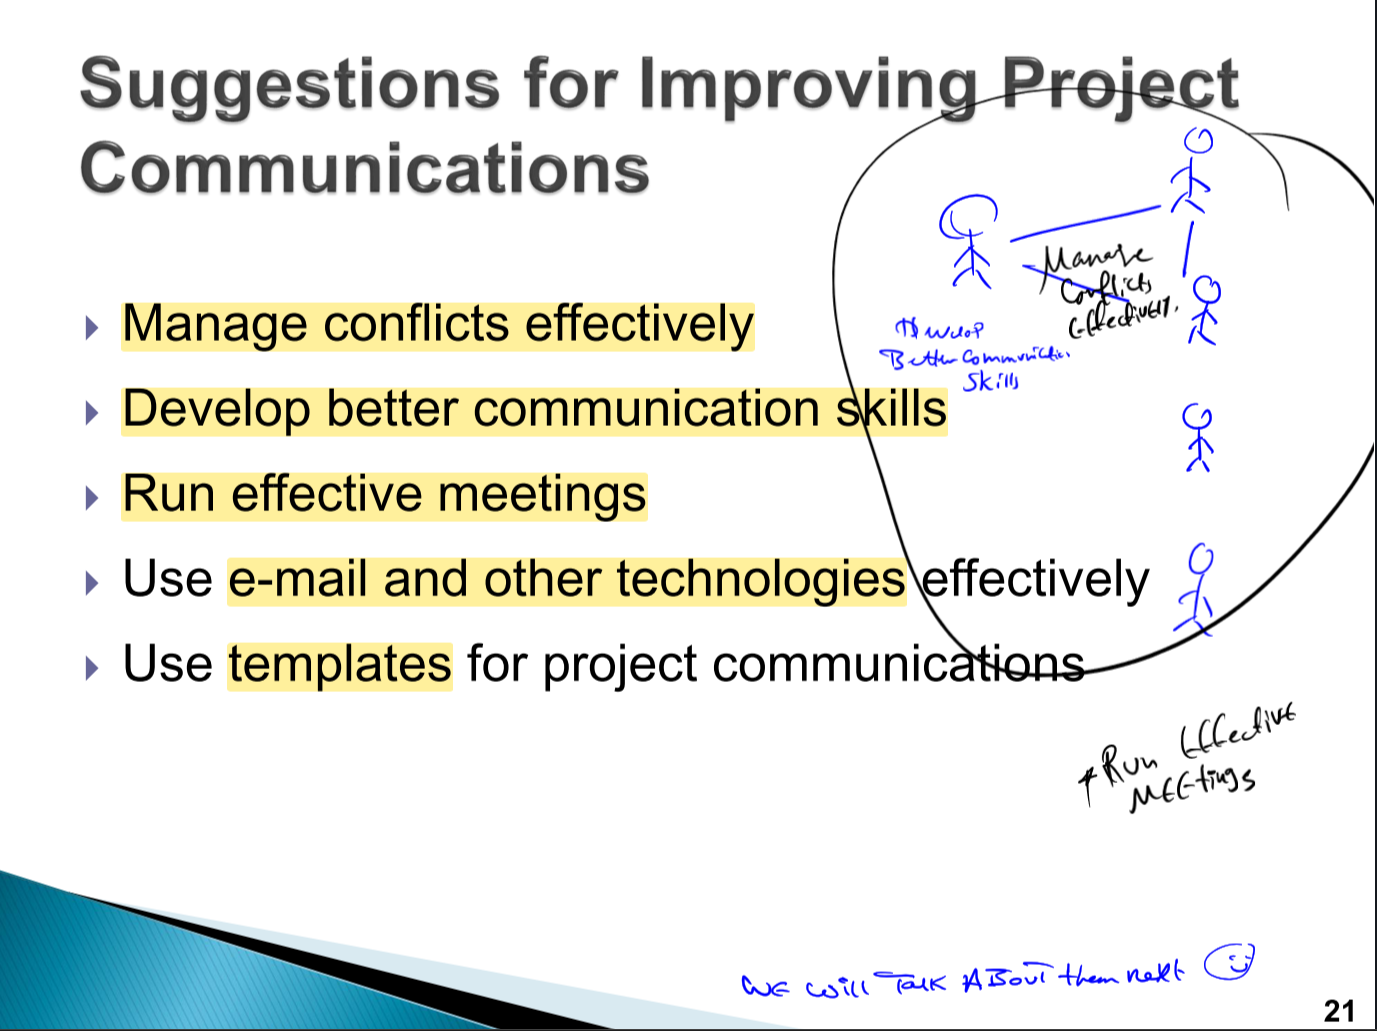 Suggestions for Improving Project
Communications
Manage conflicts effectively
Develop better communication skills
Run effective meetings
Use e-mail and other technologies effectively
Use templates for project communications
Manage
Conflicts
Effectively.
Better Communication
Skills
Run Effective
MEEtings
WE will Talk ABOUT them next
21